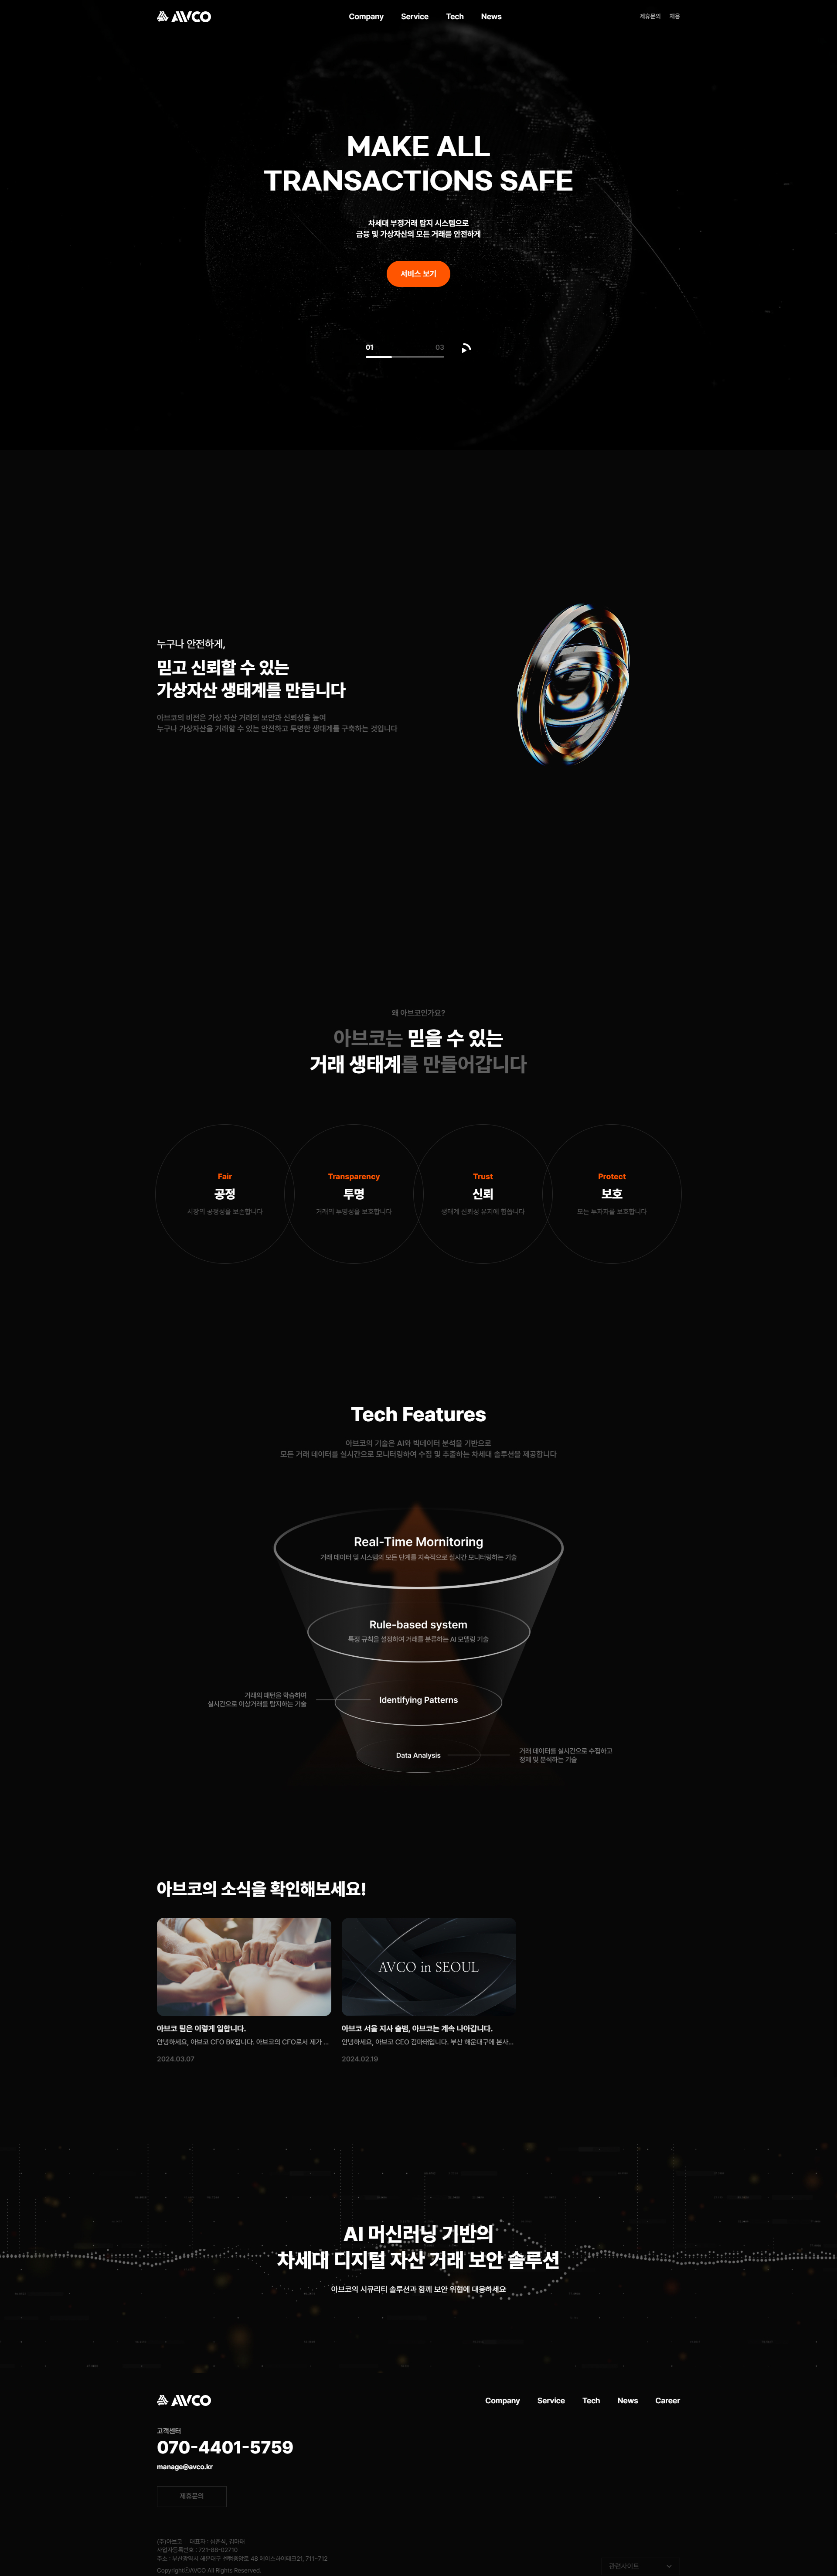 AVCO
Company
Service
Tech
News
제휴문의
채용
MAKE ALL
TRANSACTIONS SAFE
차세대 부정거래 탐지 시스템으로
금융 및 가상자산의 모든 거래를 안전하게
서비스 보기
01
03
누구나 안전하게,
믿고 신뢰할 수 있는
가상자산 생태계를 만듭니다
아브코의 비전은 가상 자산 거래의 보안과 신뢰성을 높여
누구나 가상자산을 거래할 수 있는 안전하고 투명한 생태계를 구축하는 것입니다
왜 아브코인가요?
아브코는 믿을 수 있는
거래 생태계를 만들어갑니다
Fair
공정
시장의 공정성을 보존합니다
Transparency
투명
거래의 투명성을 보호합니다
Trust
신뢰
생태계 신뢰성 유지에 힘씁니다
Protect
보호
모든 투자자를 보호합니다
Tech Features
아브코의 기술은 AI와 빅데이터 분석을 기반으로
모든 거래 데이터를 실시간으로 모니터링하여 수집 및 추출하는 차세대 솔루션을 제공합니다
Real-Time Mornitoring
거래 데이터 및 시스템의 모든 단계를 지속적으로 실시간 모니터링하는 기술
Rule-based system
특정 규칙을 설정하여 거래를 분류하는 AI 모델링 기술
거래의 패턴을 학습하여
실시간으로 이상거래를 탐지하는 기술
Identifying Patterns
Data Analysis
거래 데이터를 실시간으로 수집하고
정제 및 분석하는 기술
아브코의 소식을 확인해보세요!
AVCO in SEOUL
아브코 팀은 이렇게 일합니다.
안녕하세요, 아브코 CFO BK입니다. 아브코의 CFO로서 제가 ...
2024.03.07
아브코 서울 지사 출범, 아브코는 계속 나아갑니다.
안녕하세요, 아브코 CEO 김미래입니다. 부산 해운대구에 본사...
2024.02.19
AI 머신러닝 기반의
차세대 디지털 자산 거래 보안 솔루션
아브코의 시큐리티 솔루션과 함께 보안 위협에 대응하세요
AVCO
Company
Service
Tech
News
Career
고객센터
070-4401-5759
manage@avco.kr
제휴문의
(주)아브코 | 대표자 :
사업자등록번호 : 721-88-02710
주소 : 부산광역시 해운대구 센텀중앙로 48 에이스하이테크21, 711-712
CopyrightⓒAVCO All Rights Reserved.
관련사이트